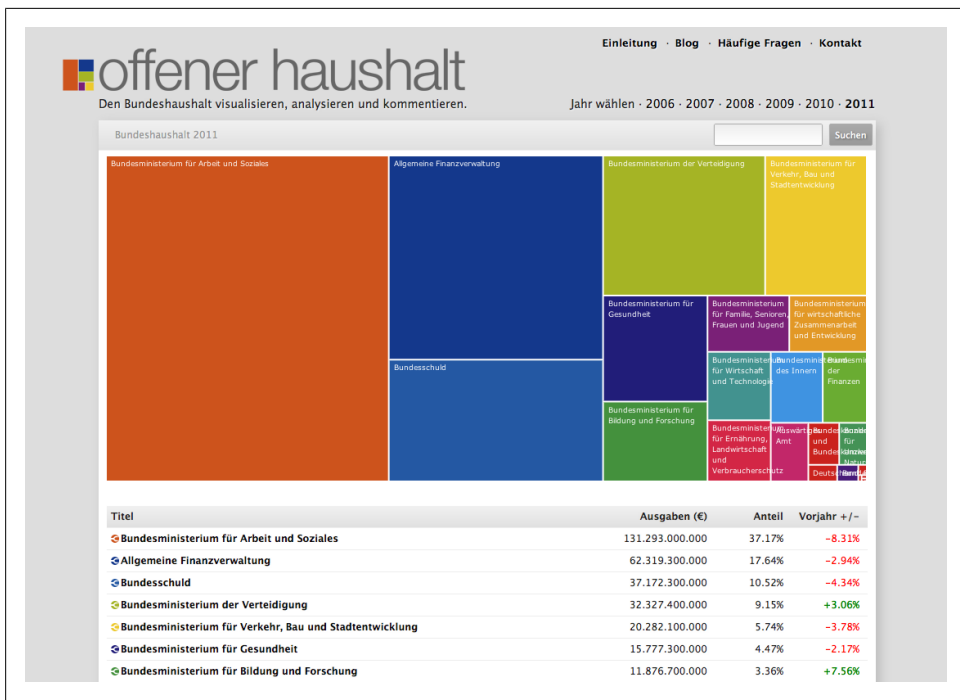 Einleitung · Blog · Häufige Fragen · Kontakt
offener haushalt
Den Bundeshaushalt visualisieren, analysieren und kommentieren.
Jahr wählen · 2006 · 2007 · 2008 · 2009 · 2010 · 2011
Bundeshaushalt 2011
Suchen
Bundesministerium für Arbeit und Soziales
Allgemeine Finanzverwaltung
Bundesschuld
Bundesministerium der Verteidigung
Bundesministerium für
Verkehr, Bau und
Stadtentwicklung
Bundesministerium für
Gesundheit
Bundesministerium für
Bildung und Forschung
Bundesministerium
für Familie, Senioren,
Frauen und Jugend
Bundesministerium
für wirtschaftliche
Zusammenarbeit
und Entwicklung
Bundesministerium
für Wirtschaft
und Technologie
des Innern
der
Finanzen
Bundesministerium
für Ernährung,
Landwirtschaft
und
Verbraucherschutz
Auswärtiges
Amt
und
für
Titel Ausgaben (€) Anteil Vorjahr +/-
Bundesministerium für Arbeit und Soziales 131.293.000.000 37.17% -8.31%
Allgemeine Finanzverwaltung 62.319.300.000 17.64% -2.94%
Bundesschuld 37.172.300.000 10.52% -4.34%
Bundesministerium der Verteidigung 32.327.400.000 9.15% +3.06%
Bundesministerium für Verkehr, Bau und Stadtentwicklung 20.282.100.000 5.74% -3.78%
Bundesministerium für Gesundheit 15.777.300.000 4.47% -2.17%
Bundesministerium für Bildung und Forschung 11.876.700.000 3.36% +7.56%